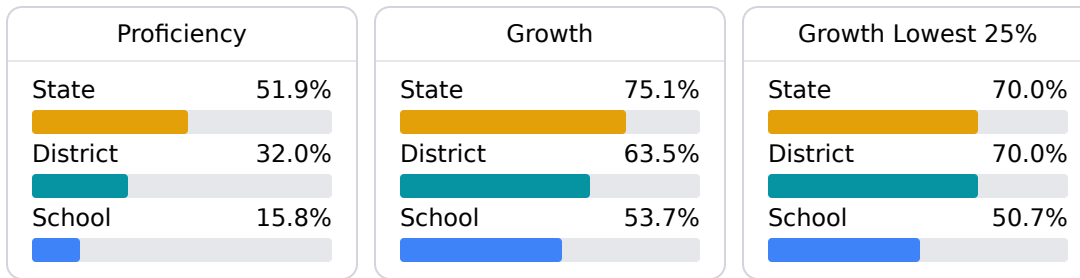 Proficiency
State 51.9%
District 32.0%
School 15.8%
Growth
State 75.1%
District 63.5%
School 53.7%
Growth Lowest 25%
State 70.0%
District 70.0%
School 50.7%